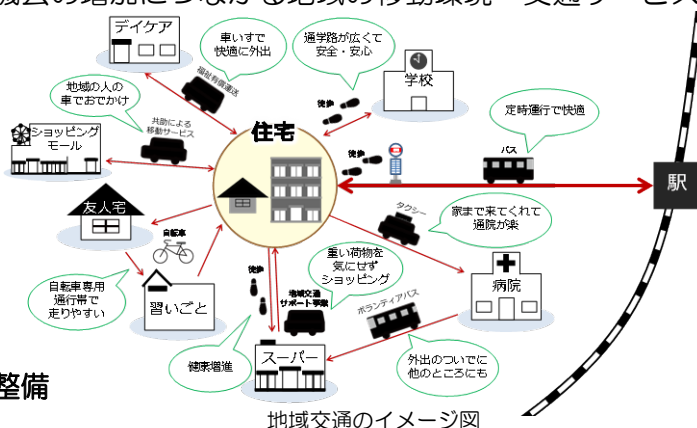 機会の増加につながる地域の移動環境・交通サービス
デイケア
車いすで
快適に外出
通学路が広くて
安全・安心
福祉有償運送
学校
地域の人の
車でおでかけ
徒歩
定時運行で快適
共助による
移動サービス
住宅
ショッピング
モール
徒歩
バス
駅
友人宅
タクシー
家まで来てくれて
通院が楽
自転車
重い荷物を
気にせず
ショッピング
自転車専用
通行帯で
走りやすい
習いごと
徒歩
地域交通
サポート事業
病院
ボランティアバス
健康増進
スーパー
外出のついでに
他のところにも
整備
地域交通のイメージ図